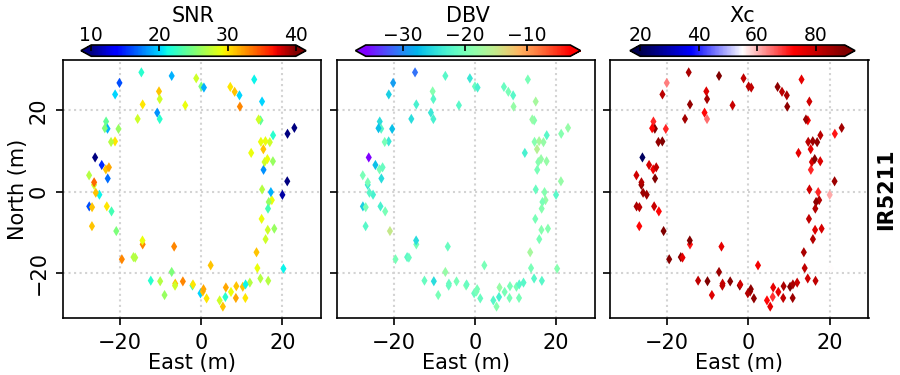 SNR DBV Xc
10 20 30 40 −30 −20 −10 20 40 60 80
20
0
−20
North (m)
IR5211
−20 0 20 −20 0 20 −20 0 20
East (m) East (m) East (m)